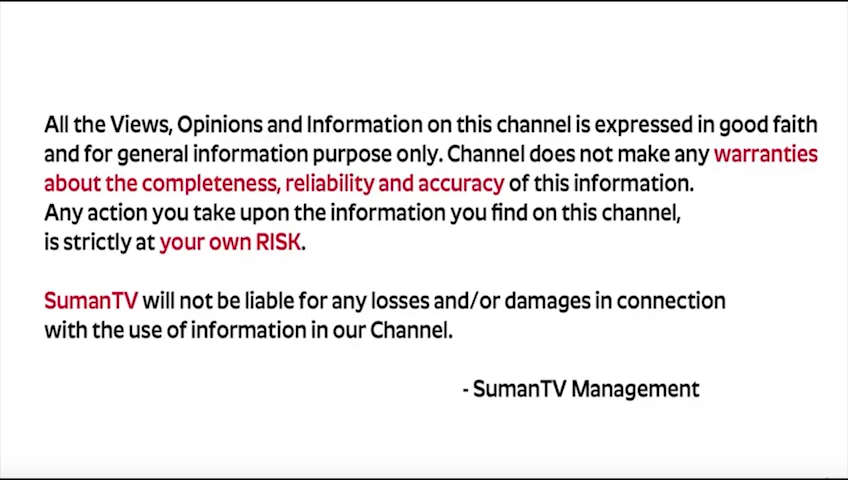 All the Views, Opinions and Information on this channel is expressed in good faith
and for general information purpose only. Channel does not make any warranties
about the completeness, reliability and accuracy of this information.
Any action you take upon the information you find on this channel,
is strictly at your own RISK.
SumanTV will not be liable for any losses and/or damages in connection
with the use of information in our Channel.
- SumanTV Management